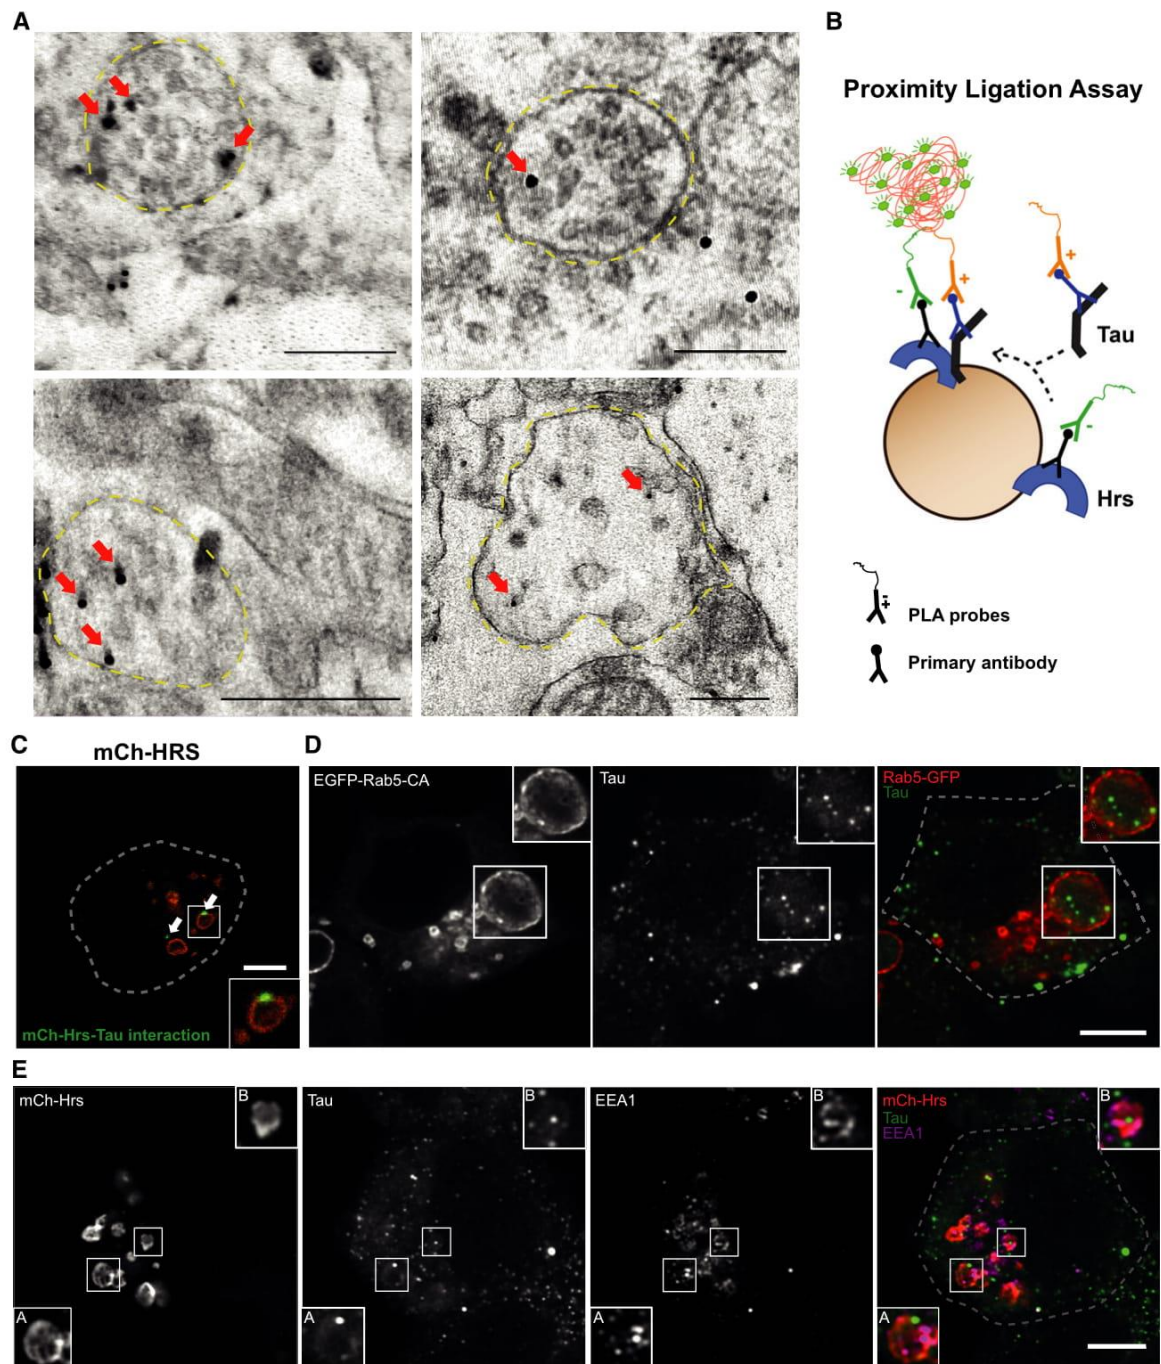 A
B
Proximity Ligation Assay
+
-
+
Tau
-
Hrs
-
+
PLA probes
Primary antibody
C
mCh-HRS
mCh-Hrs-Tau interaction
D
EGFP-Rab5-CA
Tau
Rab5-GFP
Tau
E
mCh-Hrs
B
A
Tau
B
A
EEA1
B
A
mCh-Hrs
Tau
EEA1
B
A